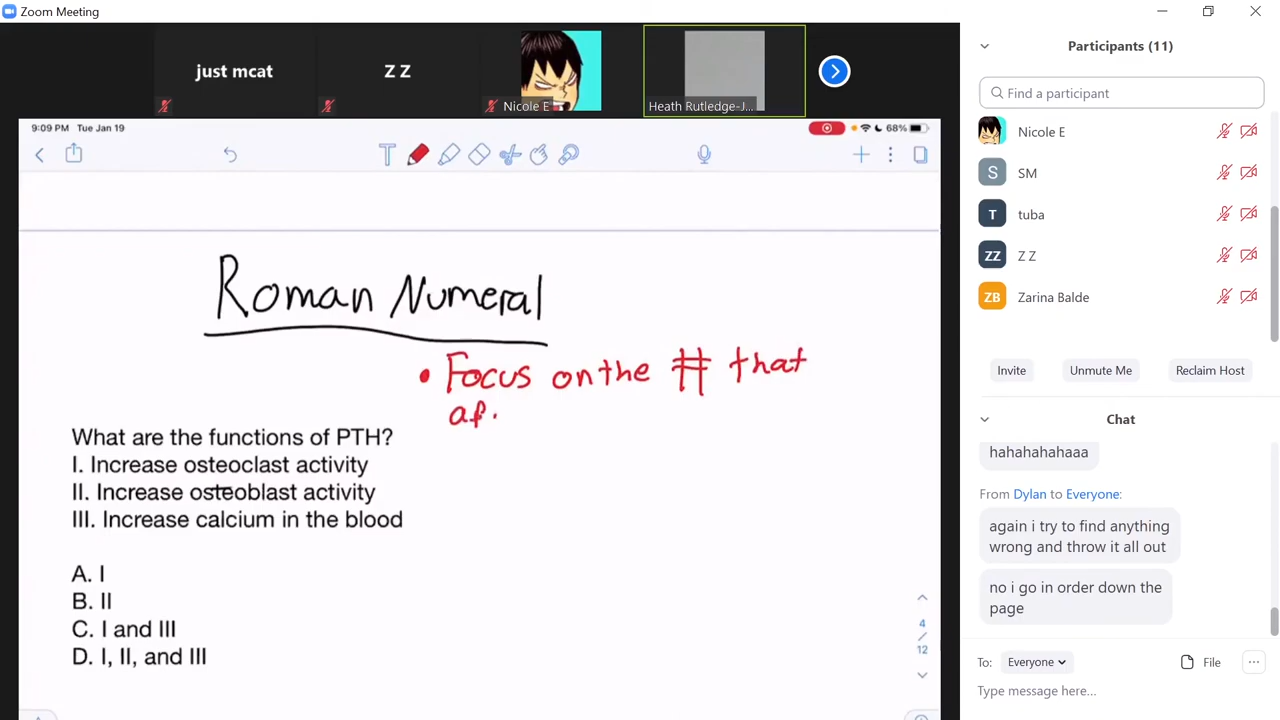 Zoom Meeting
just mcat
Z Z
Nicole E
Heath Rutledge-J...
9:09 PM Tue Jan 19
68%
T
Roman Numeral
• Focus on the # that
What are the functions of PTH?
I. Increase osteoclast activity
II. Increase osteoblast activity
III. Increase calcium in the blood
A. I
B. II
C. I and III
D. I, II, and III
4
/
12
Participants (11)
Find a participant
Nicole E
S SM
T tuba
ZZ Z Z
ZB Zarina Balde
Invite Unmute Me Reclaim Host
Chat
hahahahahaaa
From Dylan to Everyone:
again i try to find anything
wrong and throw it all out
no i go in order down the
page
To: Everyone File ...
Type message here...